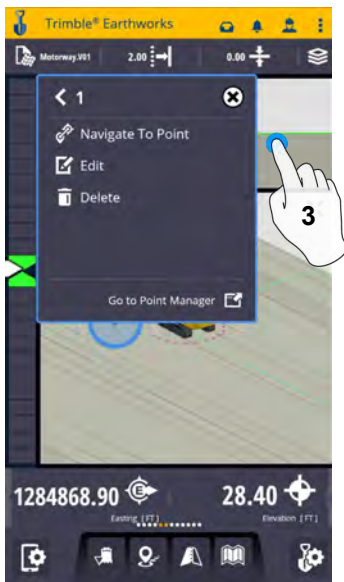 Trimble® Earthworks
Motorway.V01 2.00 0.00
1
Navigate To Point
Edit
Delete
3
Go to Point Manager
1284868.90 E 28.40
Easting [FT] Elevation [FT]